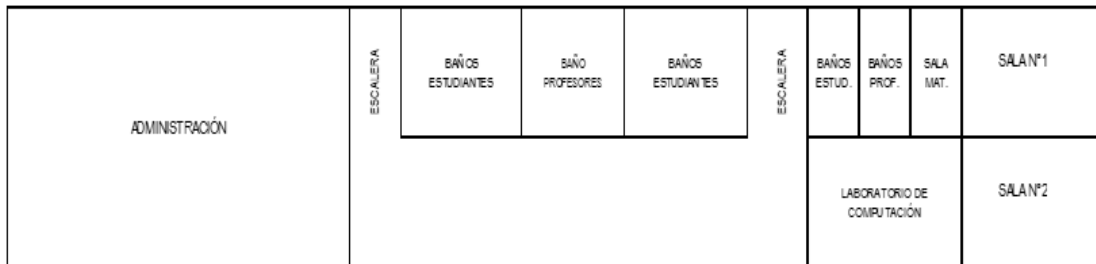 ADMINISTRACIÓN
ESCALERA
BAÑOS
ESTUDIANTES
BAÑO
PROFESORES
BAÑOS
ESTUDIANTES
ESCALERA
BAÑOS
ESTUD.
BAÑOS
PROF.
SALA
MAT.
SALA N°1
LABORATORIO DE
COMPUTACIÓN
SALA N°2